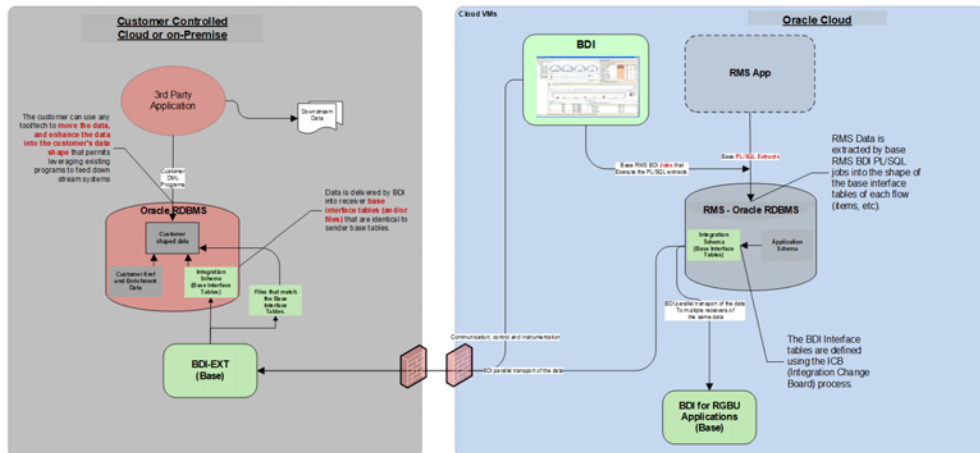 Customer Controlled
Cloud or on-Premise
3rd Party
Application
Downstream
Data
The customer can use any
tool/tech to move the data,
and enhance the data
into the customer's data
shape that permits
leveraging existing
programs to feed down
stream systems
Customer
DML
Programs
Data is delivered by BDI
into receiver base
interface tables (and/or
files) that are identical to
sender base tables.
Oracle RDBMS
Customer
shaped data
Customer Xref
and Enrichment
Data
Integration
Schema
(Base Interface
Tables)
Files that match
the Base
Interface
Tables.
BDI-EXT
(Base)
Cloud VMs
Oracle Cloud
BDI
RMS App
Base RMS BDI Jobs that
Execute the PL/SQL extracts.
Base PL/SQL Extracts
RMS Data is
extracted by base
RMS BDI PL/SQL
jobs into the shape of
the base interface
tables of each flow
(items, etc).
RMS - Oracle RDBMS
Integration
Schema
(Base Interface
Tables)
Application
Schema
BDI parallel transport of the data
To multiple receivers of
the same data
Communication, control and instrumentation
BDI parallel transport of the data
The BDI Interface
tables are defined
using the ICB
(Integration Change
Board) process.
BDI for RGBU
Applications
(Base)